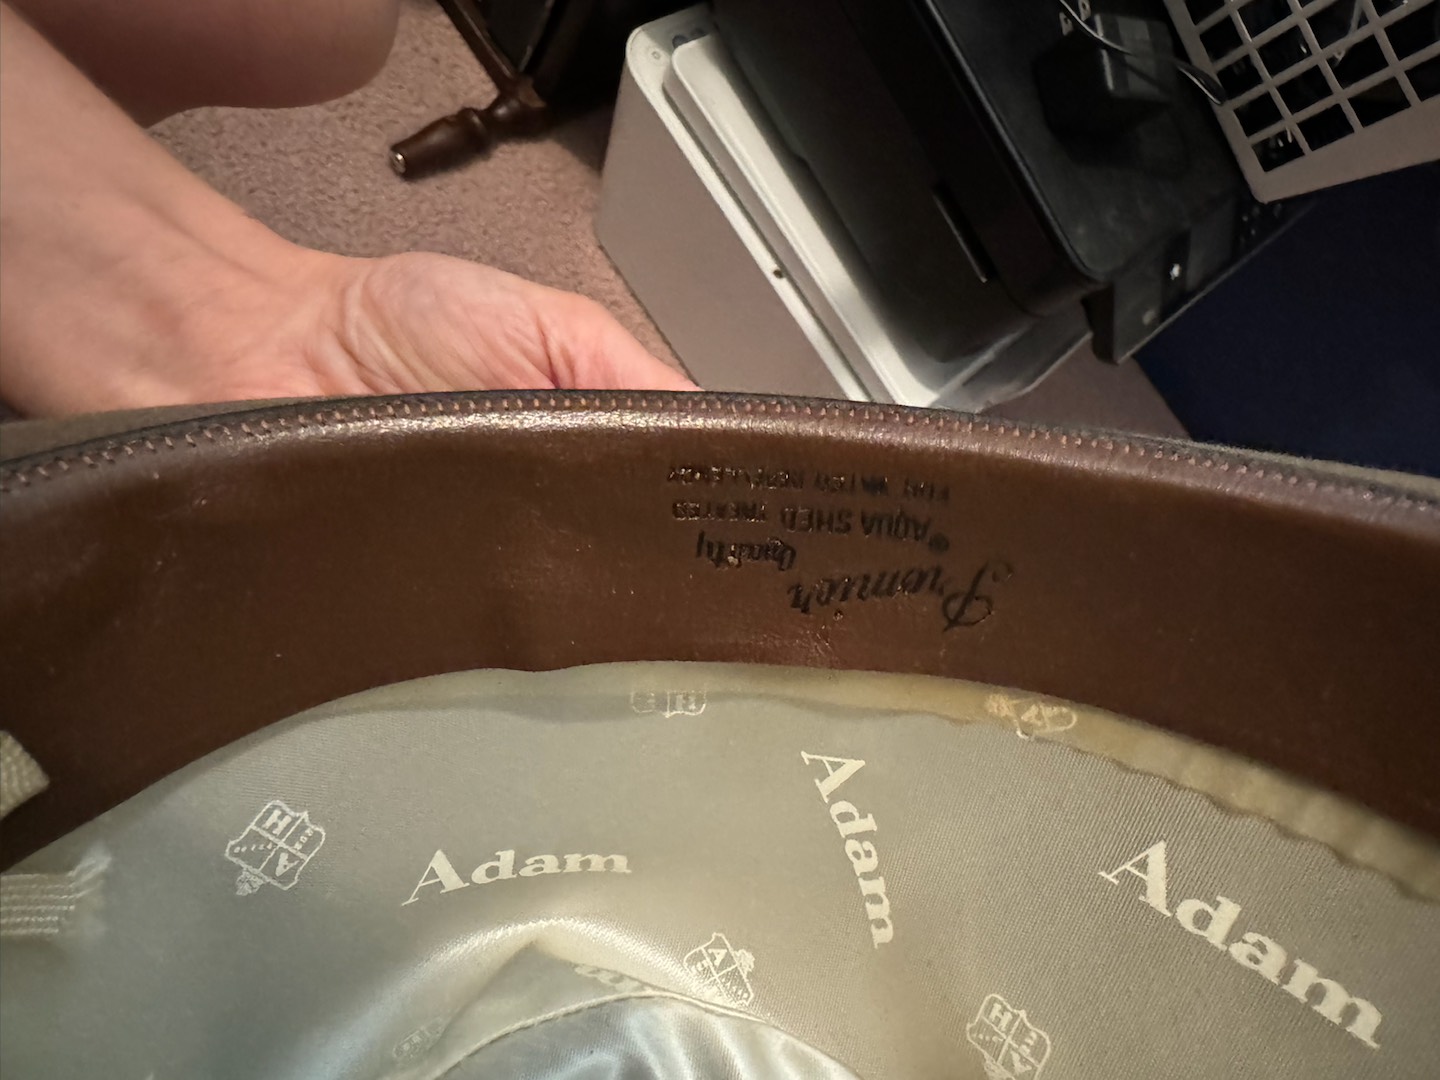 Premier
Quality
®AQUA SHED TREATED
FOR WATER REPELLENCY
Adam
Adam
Adam
A
H
A
H
A
H